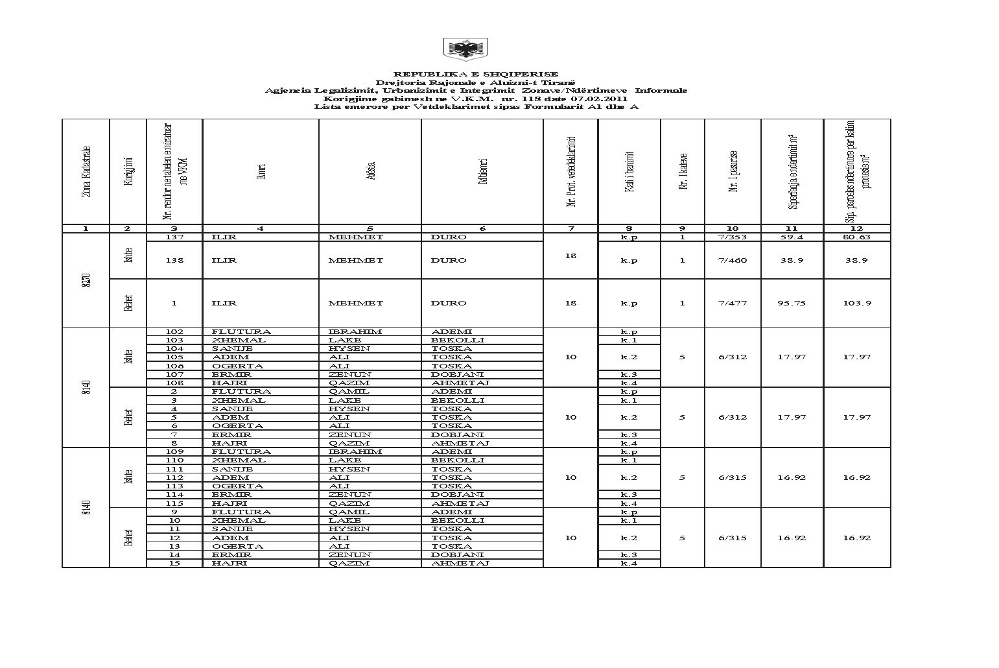 REPUBLIKA E SHQIPERISE
Drejtoria Rajonale e Aluizni-t Tiranë
Agjencia Legalizimit, Urbanizimit e Integrimit Zonave/Ndërtimeve Informale
Korigjime gabimesh ne V.K.M. nr. 118 date 07.02.2011
Lista emerore per Vetdeklarimet sipas Formularit A1 dhe A
Zona Kadastrale
Korigjimi
Nr. rendor ne tabelen e miratuar me VKM
Emri
Atësia
Mbiemri
Nr. Prot. vetedeklarimit
Kati i banimit
Nr. I kateve
Nr. I pasurise
Siperfaqja e ndertimit m²
Sip. parceles ndertimore per kalim pronesie m²
1 2 3 4 5 6 7 8 9 10 11 12
8270
Ishte
137 ILIR MEHMET DURO k.p 1 7/353 59.4 80.63
18
138 ILIR MEHMET DURO k.p 1 7/460 38.9 38.9
Behet
1 ILIR MEHMET DURO 18 k.p 1 7/477 95.75 103.9
8140
Ishte
102 FLUTURA IBRAHIM ADEMI k.p
103 XHEMAL LAKE BEKOLLI k.1
104 SANIJE HYSEN TOSKA
105 ADEM ALI TOSKA 10 k.2 5 6/312 17.97 17.97
106 OGERTA ALI TOSKA
107 ERMIR ZENUN DOBJANI k.3
108 HAJRI QAZIM AHMETAJ k.4
Behet
2 FLUTURA QAMIL ADEMI k.p
3 XHEMAL LAKE BEKOLLI k.1
4 SANIJE HYSEN TOSKA
5 ADEM ALI TOSKA 10 k.2 5 6/312 17.97 17.97
6 OGERTA ALI TOSKA
7 ERMIR ZENUN DOBJANI k.3
8 HAJRI QAZIM AHMETAJ k.4
8140
Ishte
109 FLUTURA IBRAHIM ADEMI k.p
110 XHEMAL LAKE BEKOLLI k.1
111 SANIJE HYSEN TOSKA
112 ADEM ALI TOSKA 10 k.2 5 6/315 16.92 16.92
113 OGERTA ALI TOSKA
114 ERMIR ZENUN DOBJANI k.3
115 HAJRI QAZIM AHMETAJ k.4
Behet
9 FLUTURA QAMIL ADEMI k.p
10 XHEMAL LAKE BEKOLLI k.1
11 SANIJE HYSEN TOSKA
12 ADEM ALI TOSKA 10 k.2 5 6/315 16.92 16.92
13 OGERTA ALI TOSKA
14 ERMIR ZENUN DOBJANI k.3
15 HAJRI QAZIM AHMETAJ k.4